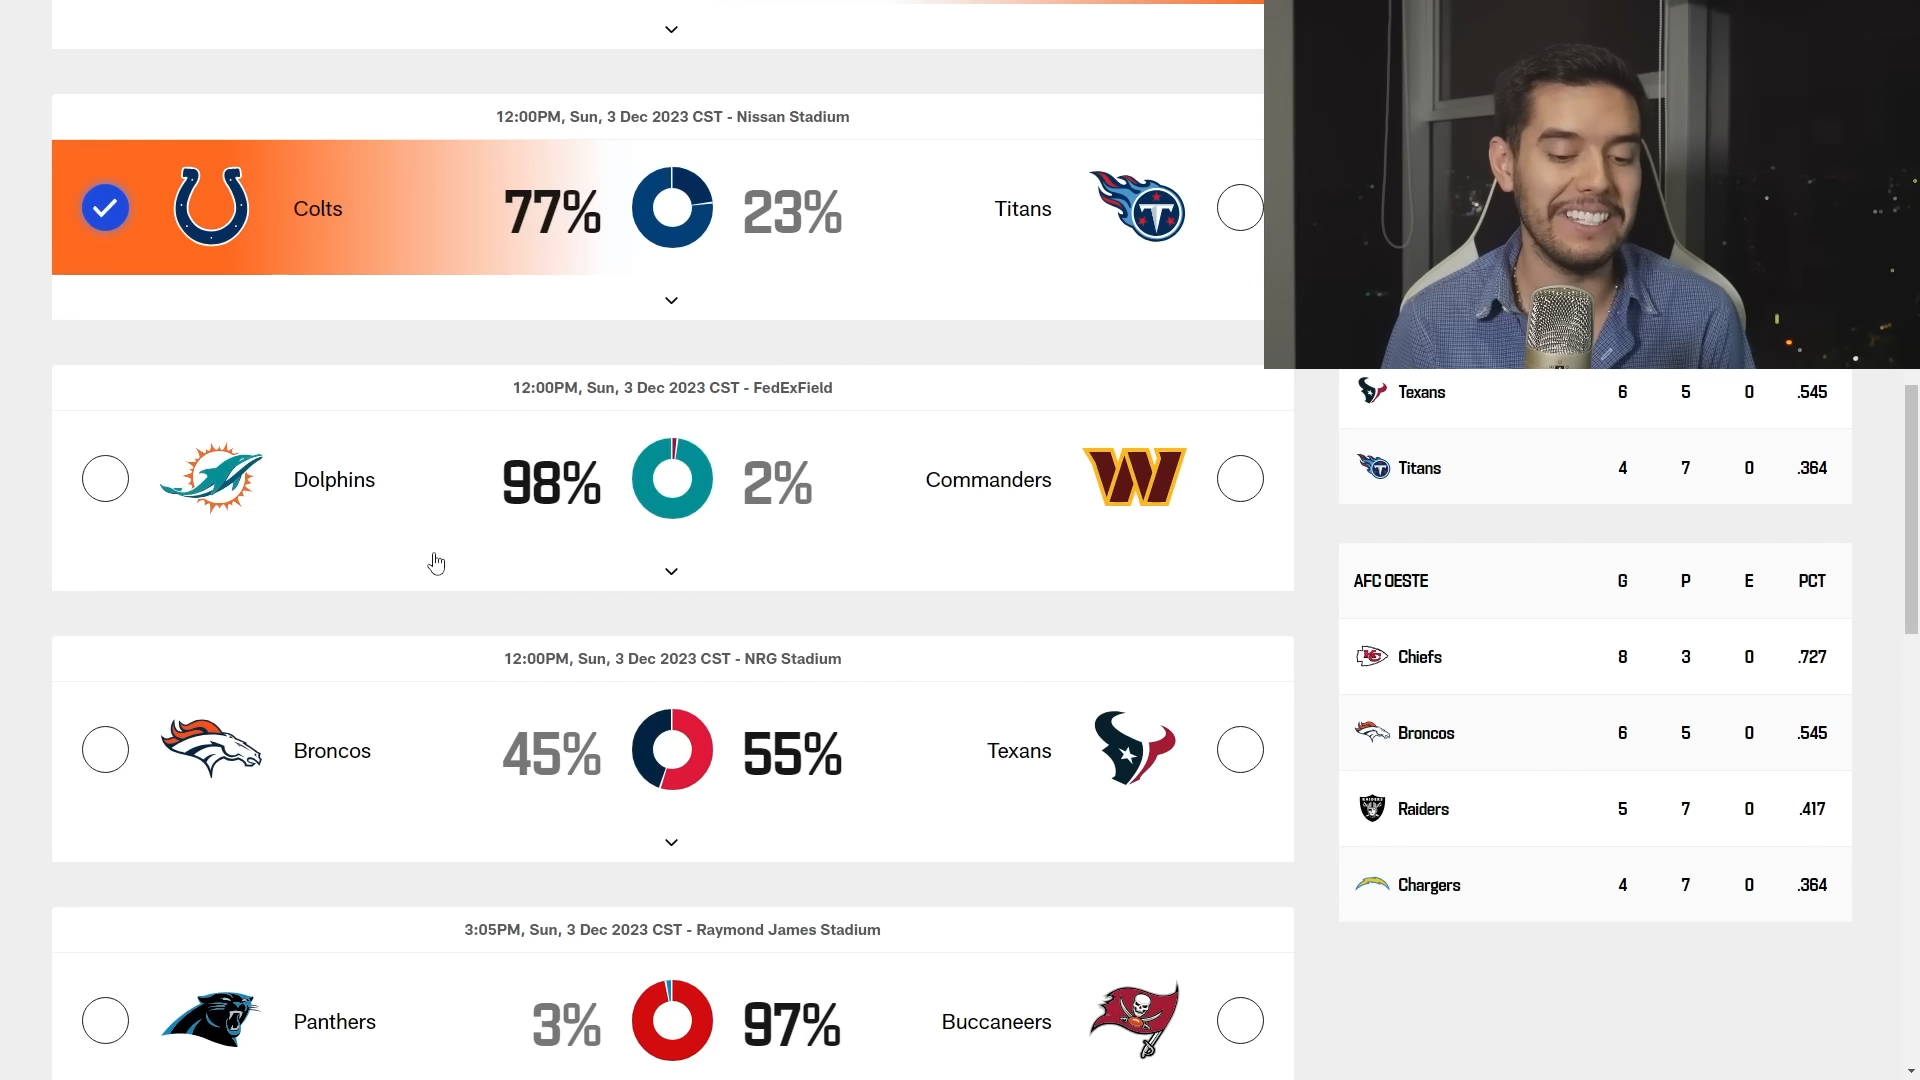 12:00PM, Sun, 3 Dec 2023 CST - Nissan Stadium
Colts 77% 23% Titans
12:00PM, Sun, 3 Dec 2023 CST - FedExField
Dolphins 98% 2% Commanders
12:00PM, Sun, 3 Dec 2023 CST - NRG Stadium
Broncos 45% 55% Texans
3:05PM, Sun, 3 Dec 2023 CST - Raymond James Stadium
Panthers 3% 97% Buccaneers
Texans 6 5 0 .545
Titans 4 7 0 .364
AFC OESTE G P E PCT
Chiefs 8 3 0 .727
Broncos 6 5 0 .545
Raiders 5 7 0 .417
Chargers 4 7 0 .364